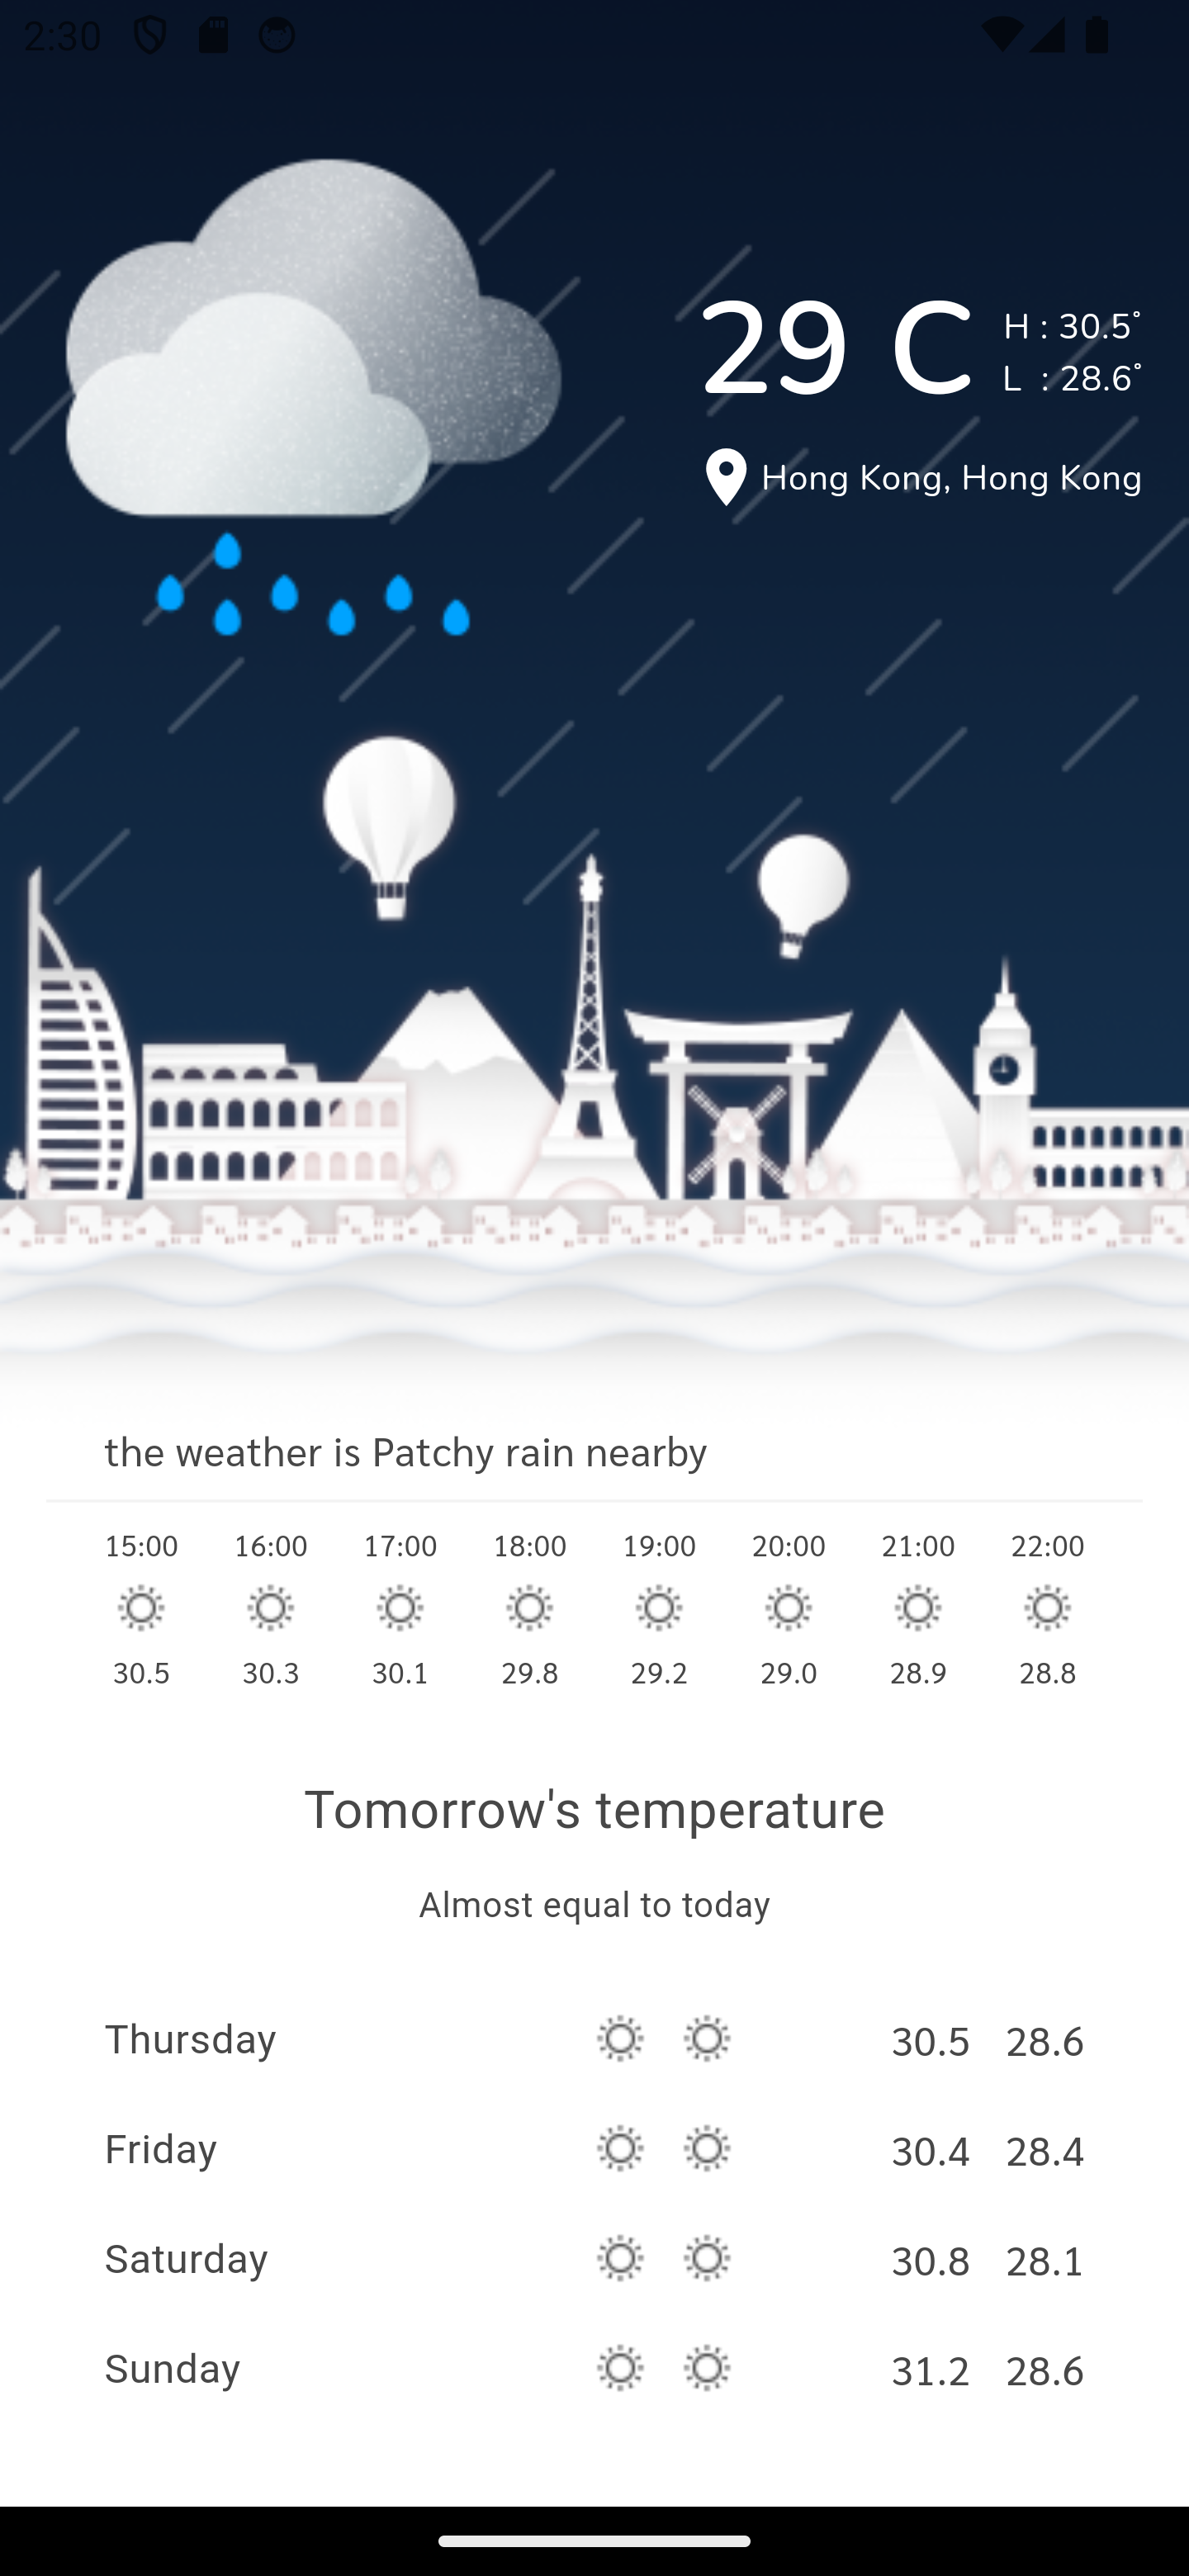 2:30
29 C
H : 30.5°
L : 28.6°
Hong Kong, Hong Kong
the weather is Patchy rain nearby
15:00 16:00 17:00 18:00 19:00 20:00 21:00 22:00
30.5 30.3 30.1 29.8 29.2 29.0 28.9 28.8
Tomorrow's temperature
Almost equal to today
Thursday 30.5 28.6
Friday 30.4 28.4
Saturday 30.8 28.1
Sunday 31.2 28.6